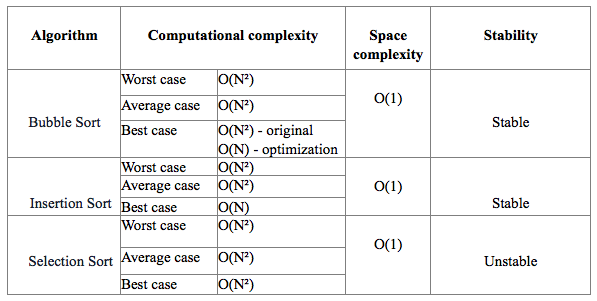 Algorithm Computational complexity Space complexity Stability
Bubble Sort
Worst case O(N²)
Average case O(N²)
Best case O(N²) - original
O(N) - optimization
O(1)
Stable
Insertion Sort
Worst case O(N²)
Average case O(N²)
Best case O(N)
O(1)
Stable
Selection Sort
Worst case O(N²)
Average case O(N²)
Best case O(N²)
O(1)
Unstable